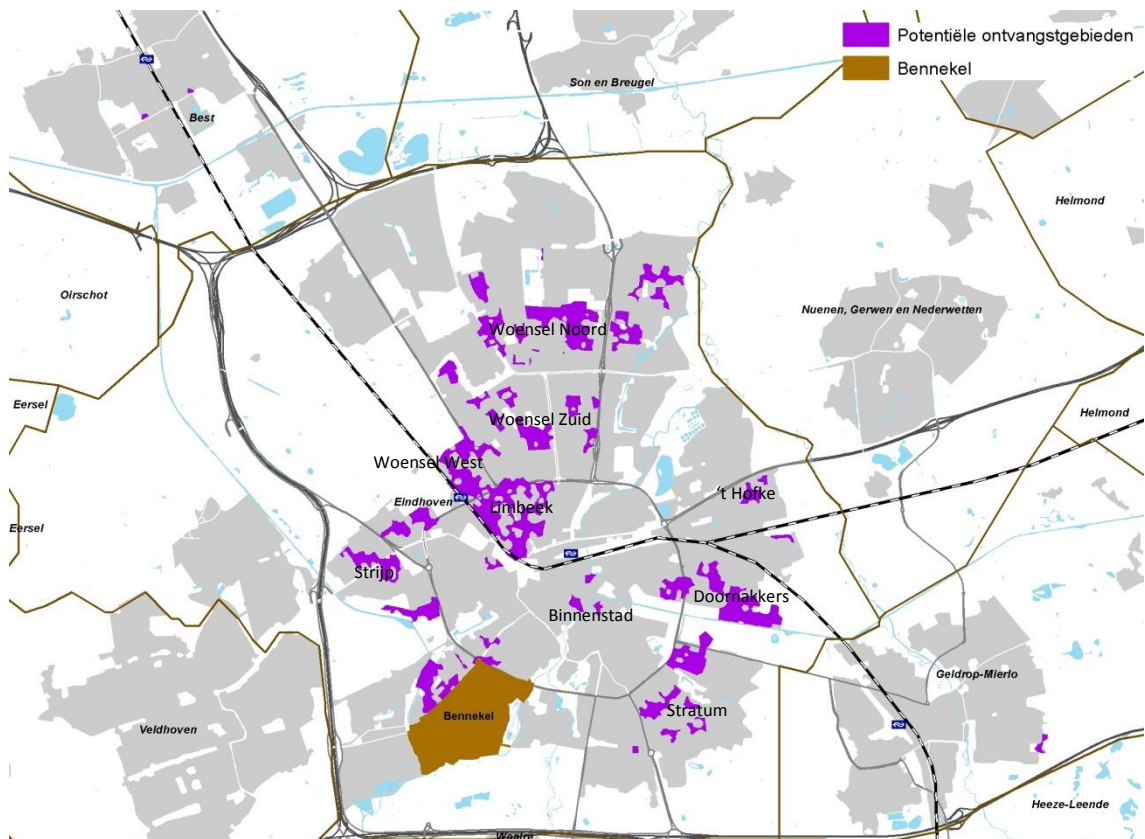 Potentiële ontvangstgebieden
Bennekel
Son en Breugel
Best
Helmond
Oirschot
Nuenen, Gerwen en Nederwetten
Woensel Noord
Eersel
Helmond
Woensel Zuid
Woensel West
't Hofke
Eindhoven
Limbeek
Eersel
Strijp
Doornakkers
Binnenstad
Geldrop-Mierlo
Stratum
Bennekel
Veldhoven
Heeze-Leende
Waalre